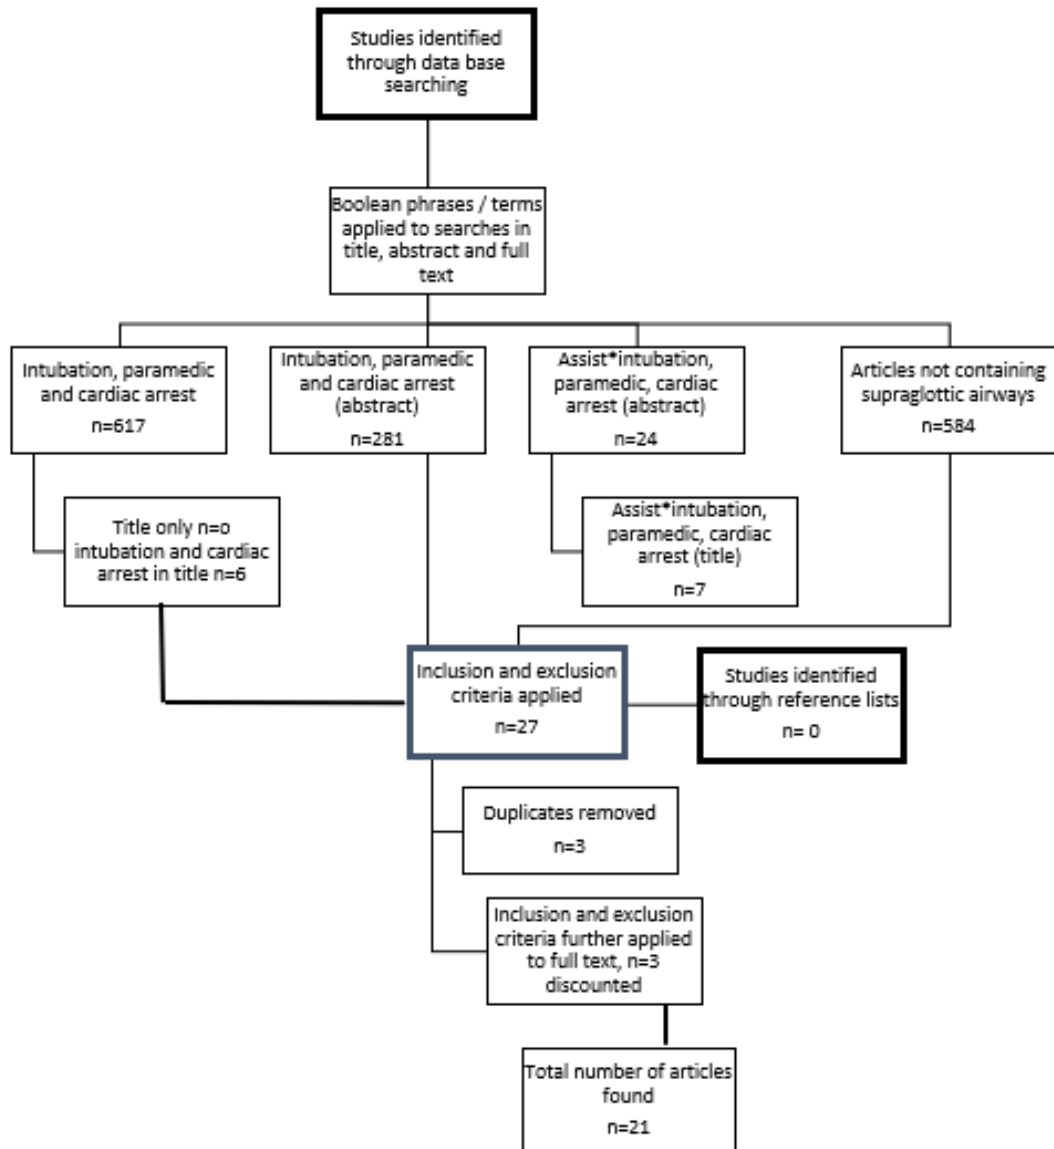 Studies identified
through data base
searching
Boolean phrases / terms
applied to searches in
title, abstract and full
text
Intubation, paramedic
and cardiac arrest
n=617
Intubation, paramedic
and cardiac arrest
(abstract)
n=281
Assist*intubation,
paramedic, cardiac
arrest (abstract)
n=24
Articles not containing
supraglottic airways
n=584
Title only n=o
intubation and cardiac
arrest in title n=6
Assist*intubation,
paramedic, cardiac
arrest (title)
n=7
Inclusion and exclusion
criteria applied
n=27
Studies identified
through reference lists
n= 0
Duplicates removed
n=3
Inclusion and exclusion
criteria further applied
to full text, n=3
discounted
Total number of articles
found
n=21